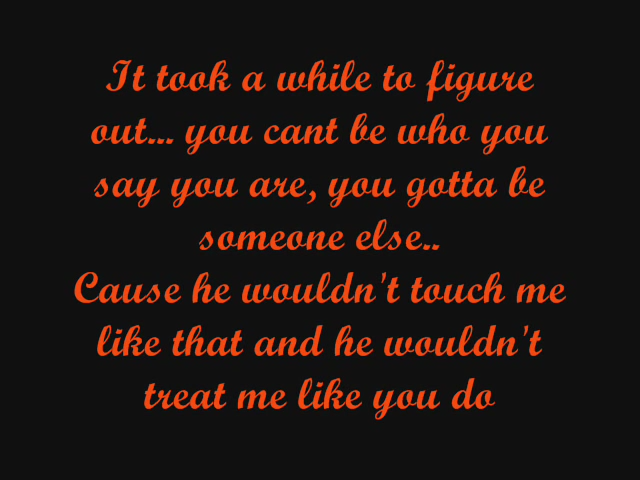 It took a while to figure
out... you cant be who you
say you are, you gotta be
someone else..
Cause he wouldn't touch me
like that and he wouldn't
treat me like you do